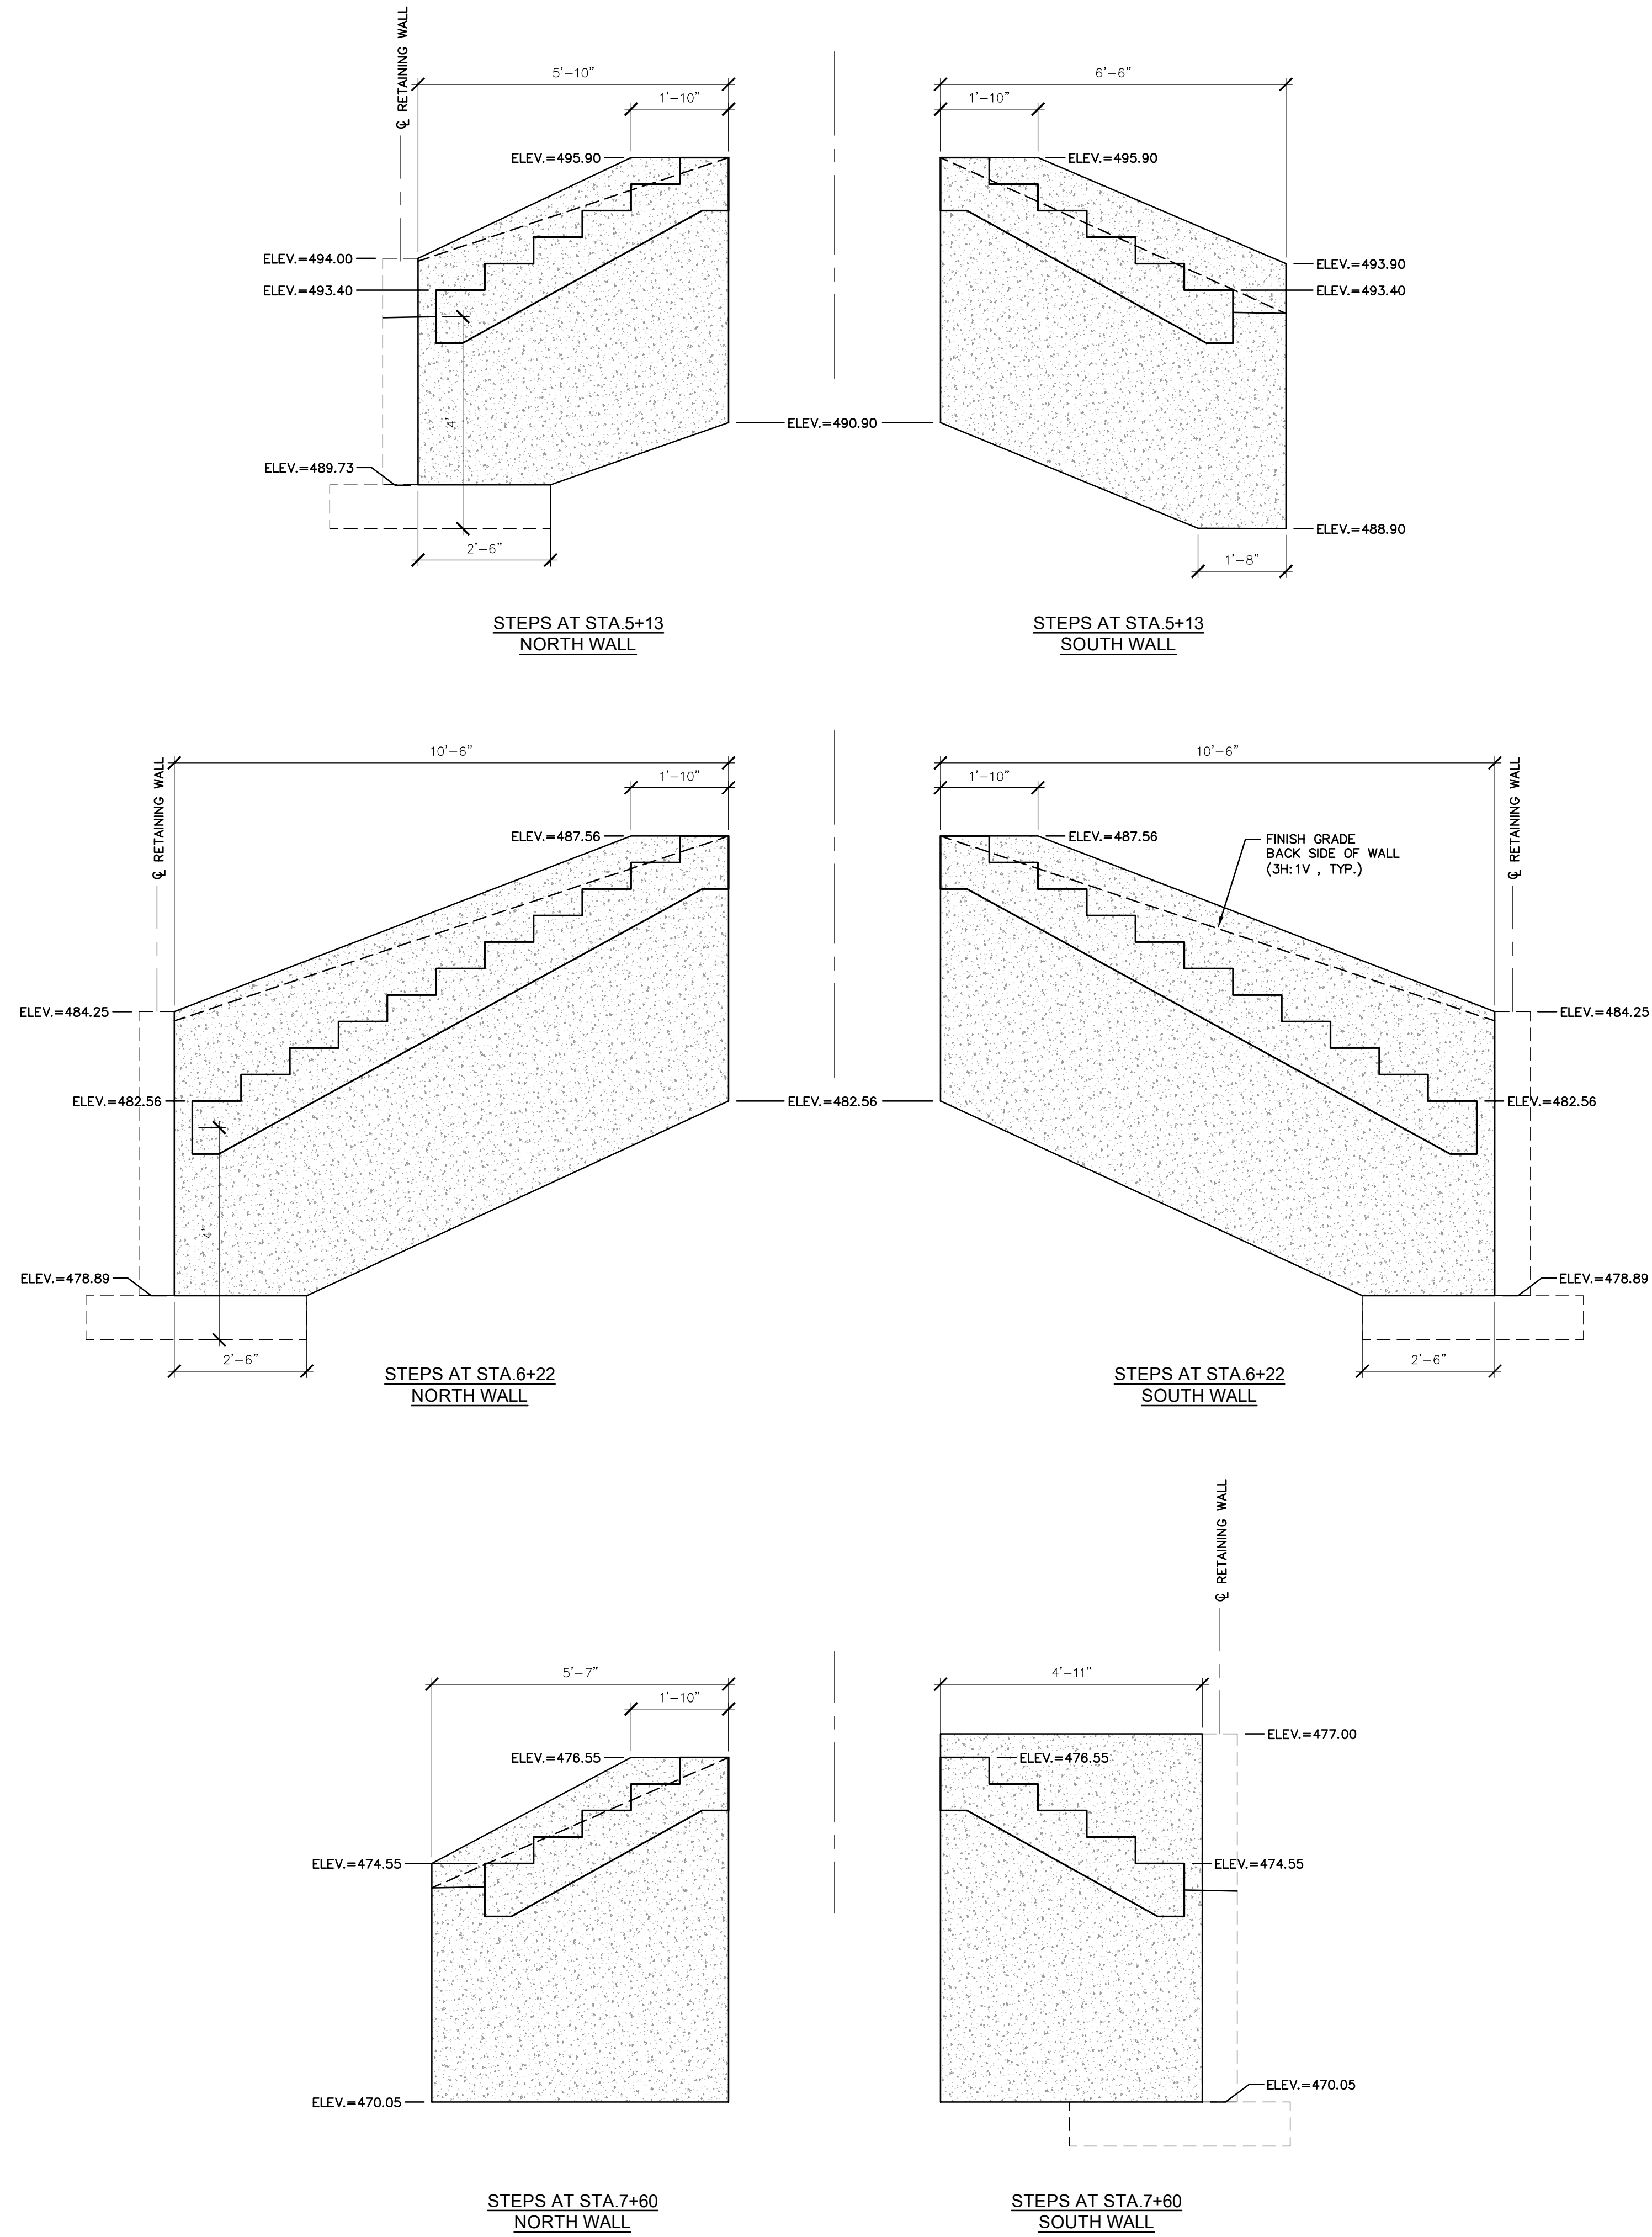 ℄ RETAINING WALL
5'-10"
6'-6"
1'-10"
1'-10"
ELEV.=495.90
ELEV.=495.90
ELEV.=494.00
ELEV.=493.90
ELEV.=493.40
ELEV.=493.40
4'
ELEV.=490.90
ELEV.=489.73
ELEV.=488.90
2'-6"
1'-8"
STEPS AT STA.5+13
NORTH WALL
STEPS AT STA.5+13
SOUTH WALL
℄ RETAINING WALL
10'-6"
10'-6"
℄ RETAINING WALL
1'-10"
1'-10"
ELEV.=487.56
ELEV.=487.56
FINISH GRADE
BACK SIDE OF WALL
(3H:1V , TYP.)
ELEV.=484.25
ELEV.=484.25
ELEV.=482.56
ELEV.=482.56
ELEV.=482.56
4'
ELEV.=478.89
ELEV.=478.89
2'-6"
2'-6"
STEPS AT STA.6+22
NORTH WALL
STEPS AT STA.6+22
SOUTH WALL
℄ RETAINING WALL
5'-7"
4'-11"
1'-10"
ELEV.=477.00
ELEV.=476.55
ELEV.=476.55
ELEV.=474.55
ELEV.=474.55
ELEV.=470.05
ELEV.=470.05
STEPS AT STA.7+60
NORTH WALL
STEPS AT STA.7+60
SOUTH WALL